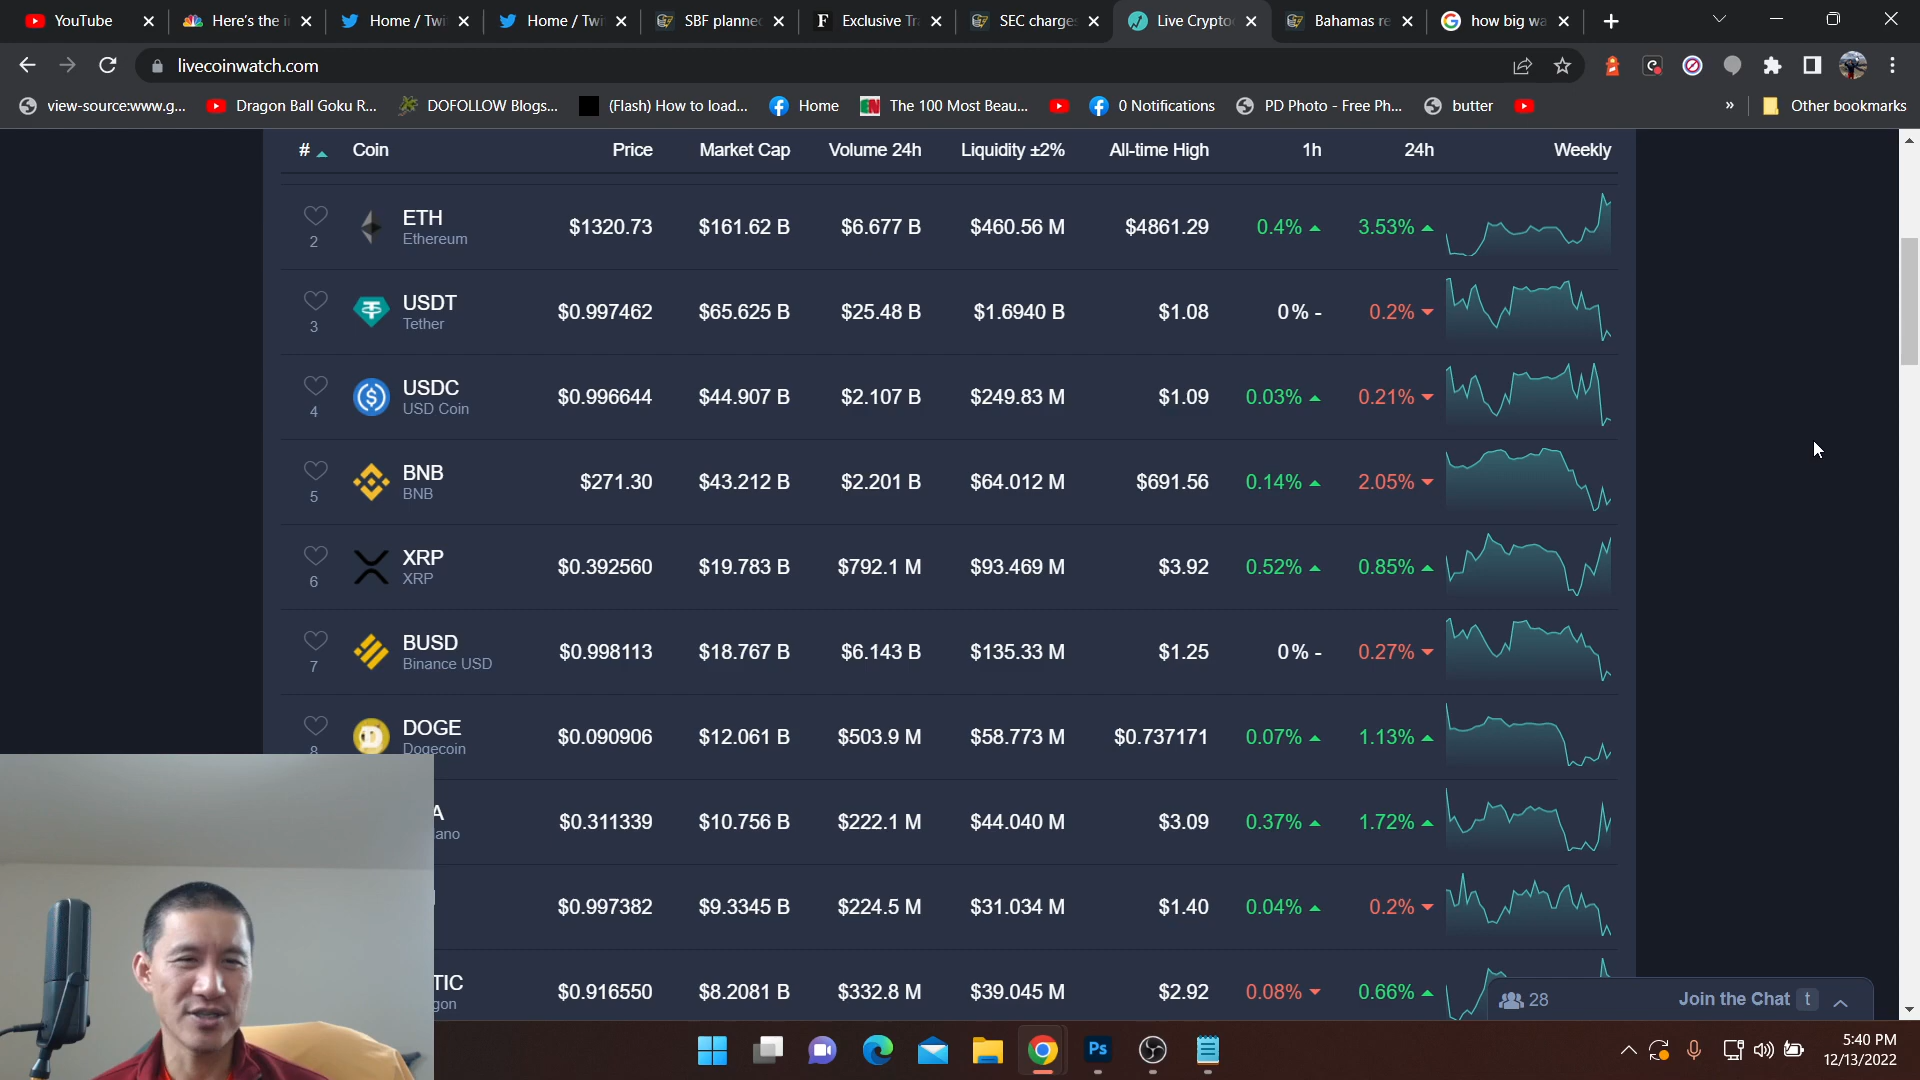 YouTube
Here's the i
Home / Twi
Home / Twi
SBF planne
Exclusive Tr
SEC charge
Live Crypto
Bahamas re
how big wa
livecoinwatch.com
view-source:www.g...
Dragon Ball Goku R...
DOFOLLOW Blogs...
(Flash) How to load...
Home
The 100 Most Beau...
0 Notifications
PD Photo - Free Ph...
butter
»
Other bookmarks
# Coin Price Market Cap Volume 24h Liquidity ±2% All-time High 1h 24h Weekly
2 ETH Ethereum $1320.73 $161.62 B $6.677 B $460.56 M $4861.29 0.4% 3.53%
3 USDT Tether $0.997462 $65.625 B $25.48 B $1.6940 B $1.08 0% - 0.2%
4 USDC USD Coin $0.996644 $44.907 B $2.107 B $249.83 M $1.09 0.03% 0.21%
5 BNB BNB $271.30 $43.212 B $2.201 B $64.012 M $691.56 0.14% 2.05%
6 XRP XRP $0.392560 $19.783 B $792.1 M $93.469 M $3.92 0.52% 0.85%
7 BUSD Binance USD $0.998113 $18.767 B $6.143 B $135.33 M $1.25 0% - 0.27%
8 DOGE Dogecoin $0.090906 $12.061 B $503.9 M $58.773 M $0.737171 0.07% 1.13%
A ano $0.311339 $10.756 B $222.1 M $44.040 M $3.09 0.37% 1.72%
$0.997382 $9.3345 B $224.5 M $31.034 M $1.40 0.04% 0.2%
TIC gon $0.916550 $8.2081 B $332.8 M $39.045 M $2.92 0.08% 0.66%
28 Join the Chat t
Ps
5:40 PM
12/13/2022